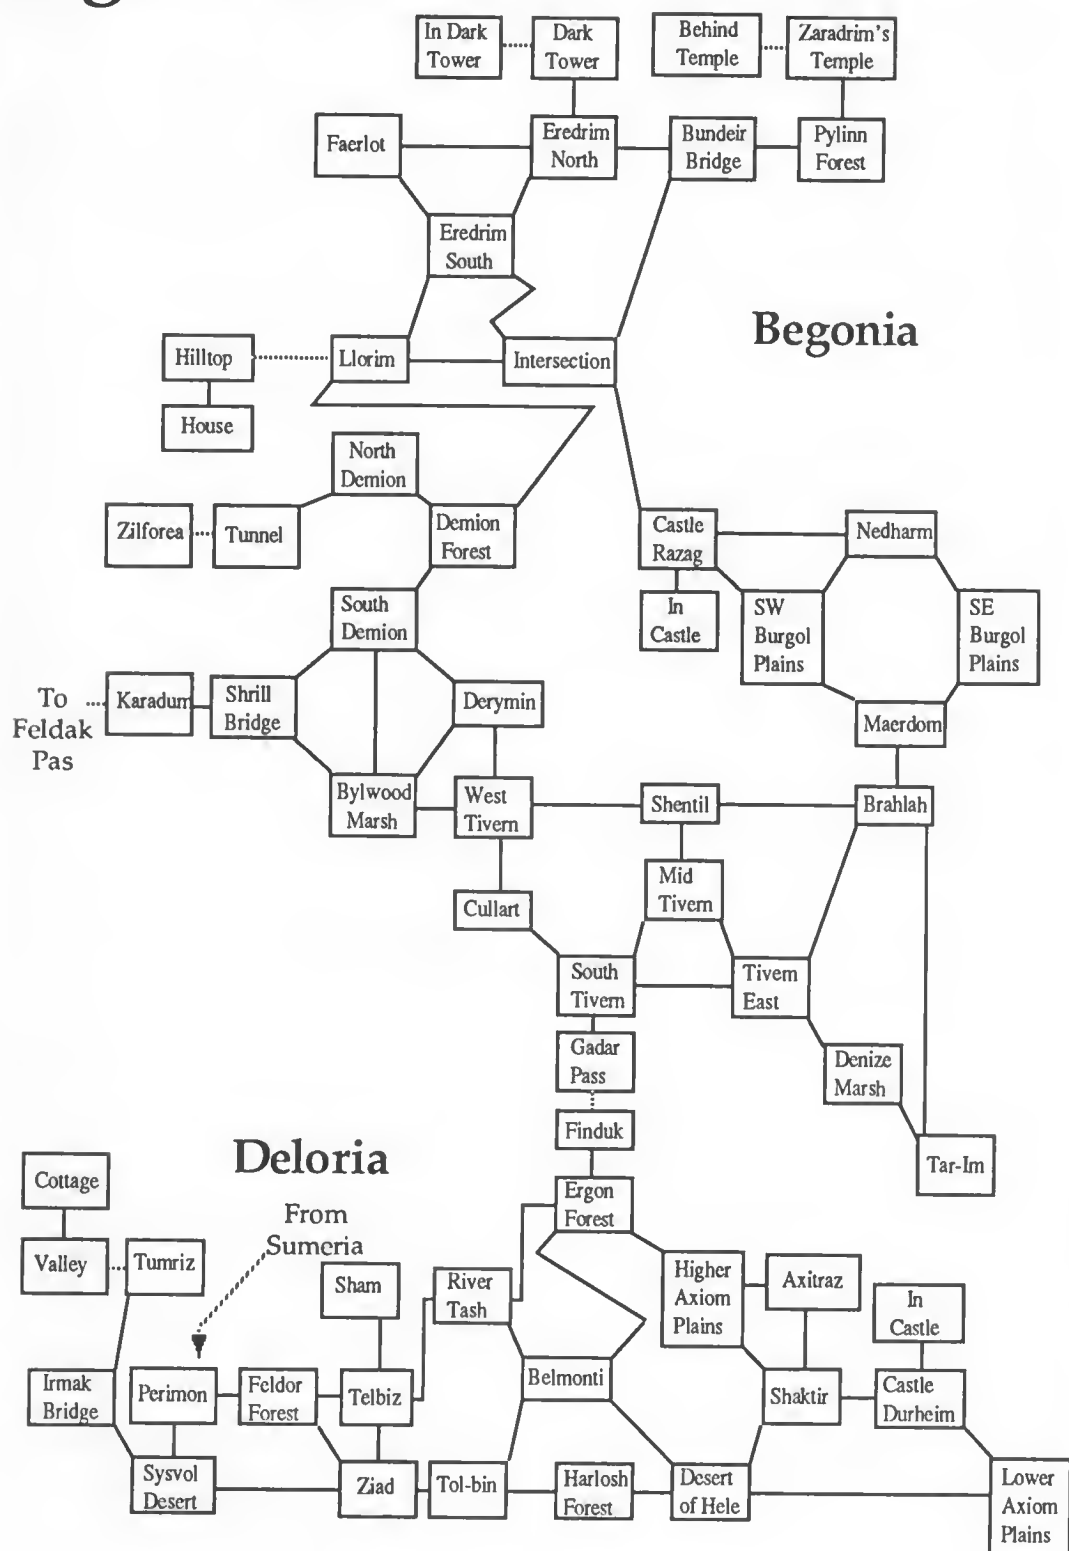 In Dark
Tower
Dark
Tower
Behind
Temple
Zaradrim's
Temple
Faerlot
Eredrim
North
Bundeir
Bridge
Pylinn
Forest
Eredrim
South
Begonia
Hilltop
Llorim
Intersection
House
North
Demion
Zilforea
Tunnel
Demion
Forest
Castle
Razag
Nedharm
In
Castle
SW
Burgol
Plains
SE
Burgol
Plains
South
Demion
To
Feldak
Pas
Karadum
Shrill
Bridge
Derymin
Maerdom
Bylwood
Marsh
West
Tivern
Shentil
Brahlah
Mid
Tivern
Cullart
South
Tivern
Tivern
East
Gadar
Pass
Denize
Marsh
Finduk
Tar-Im
Deloria
Cottage
From
Sumeria
Ergon
Forest
Valley
Tumriz
Sham
River
Tash
Higher
Axiom
Plains
Axitraz
In
Castle
Irmak
Bridge
Perimon
Feldor
Forest
Telbiz
Belmonti
Shaktir
Castle
Durheim
Sysvol
Desert
Ziad
Tol-bin
Harlosh
Forest
Desert
of Hele
Lower
Axiom
Plains